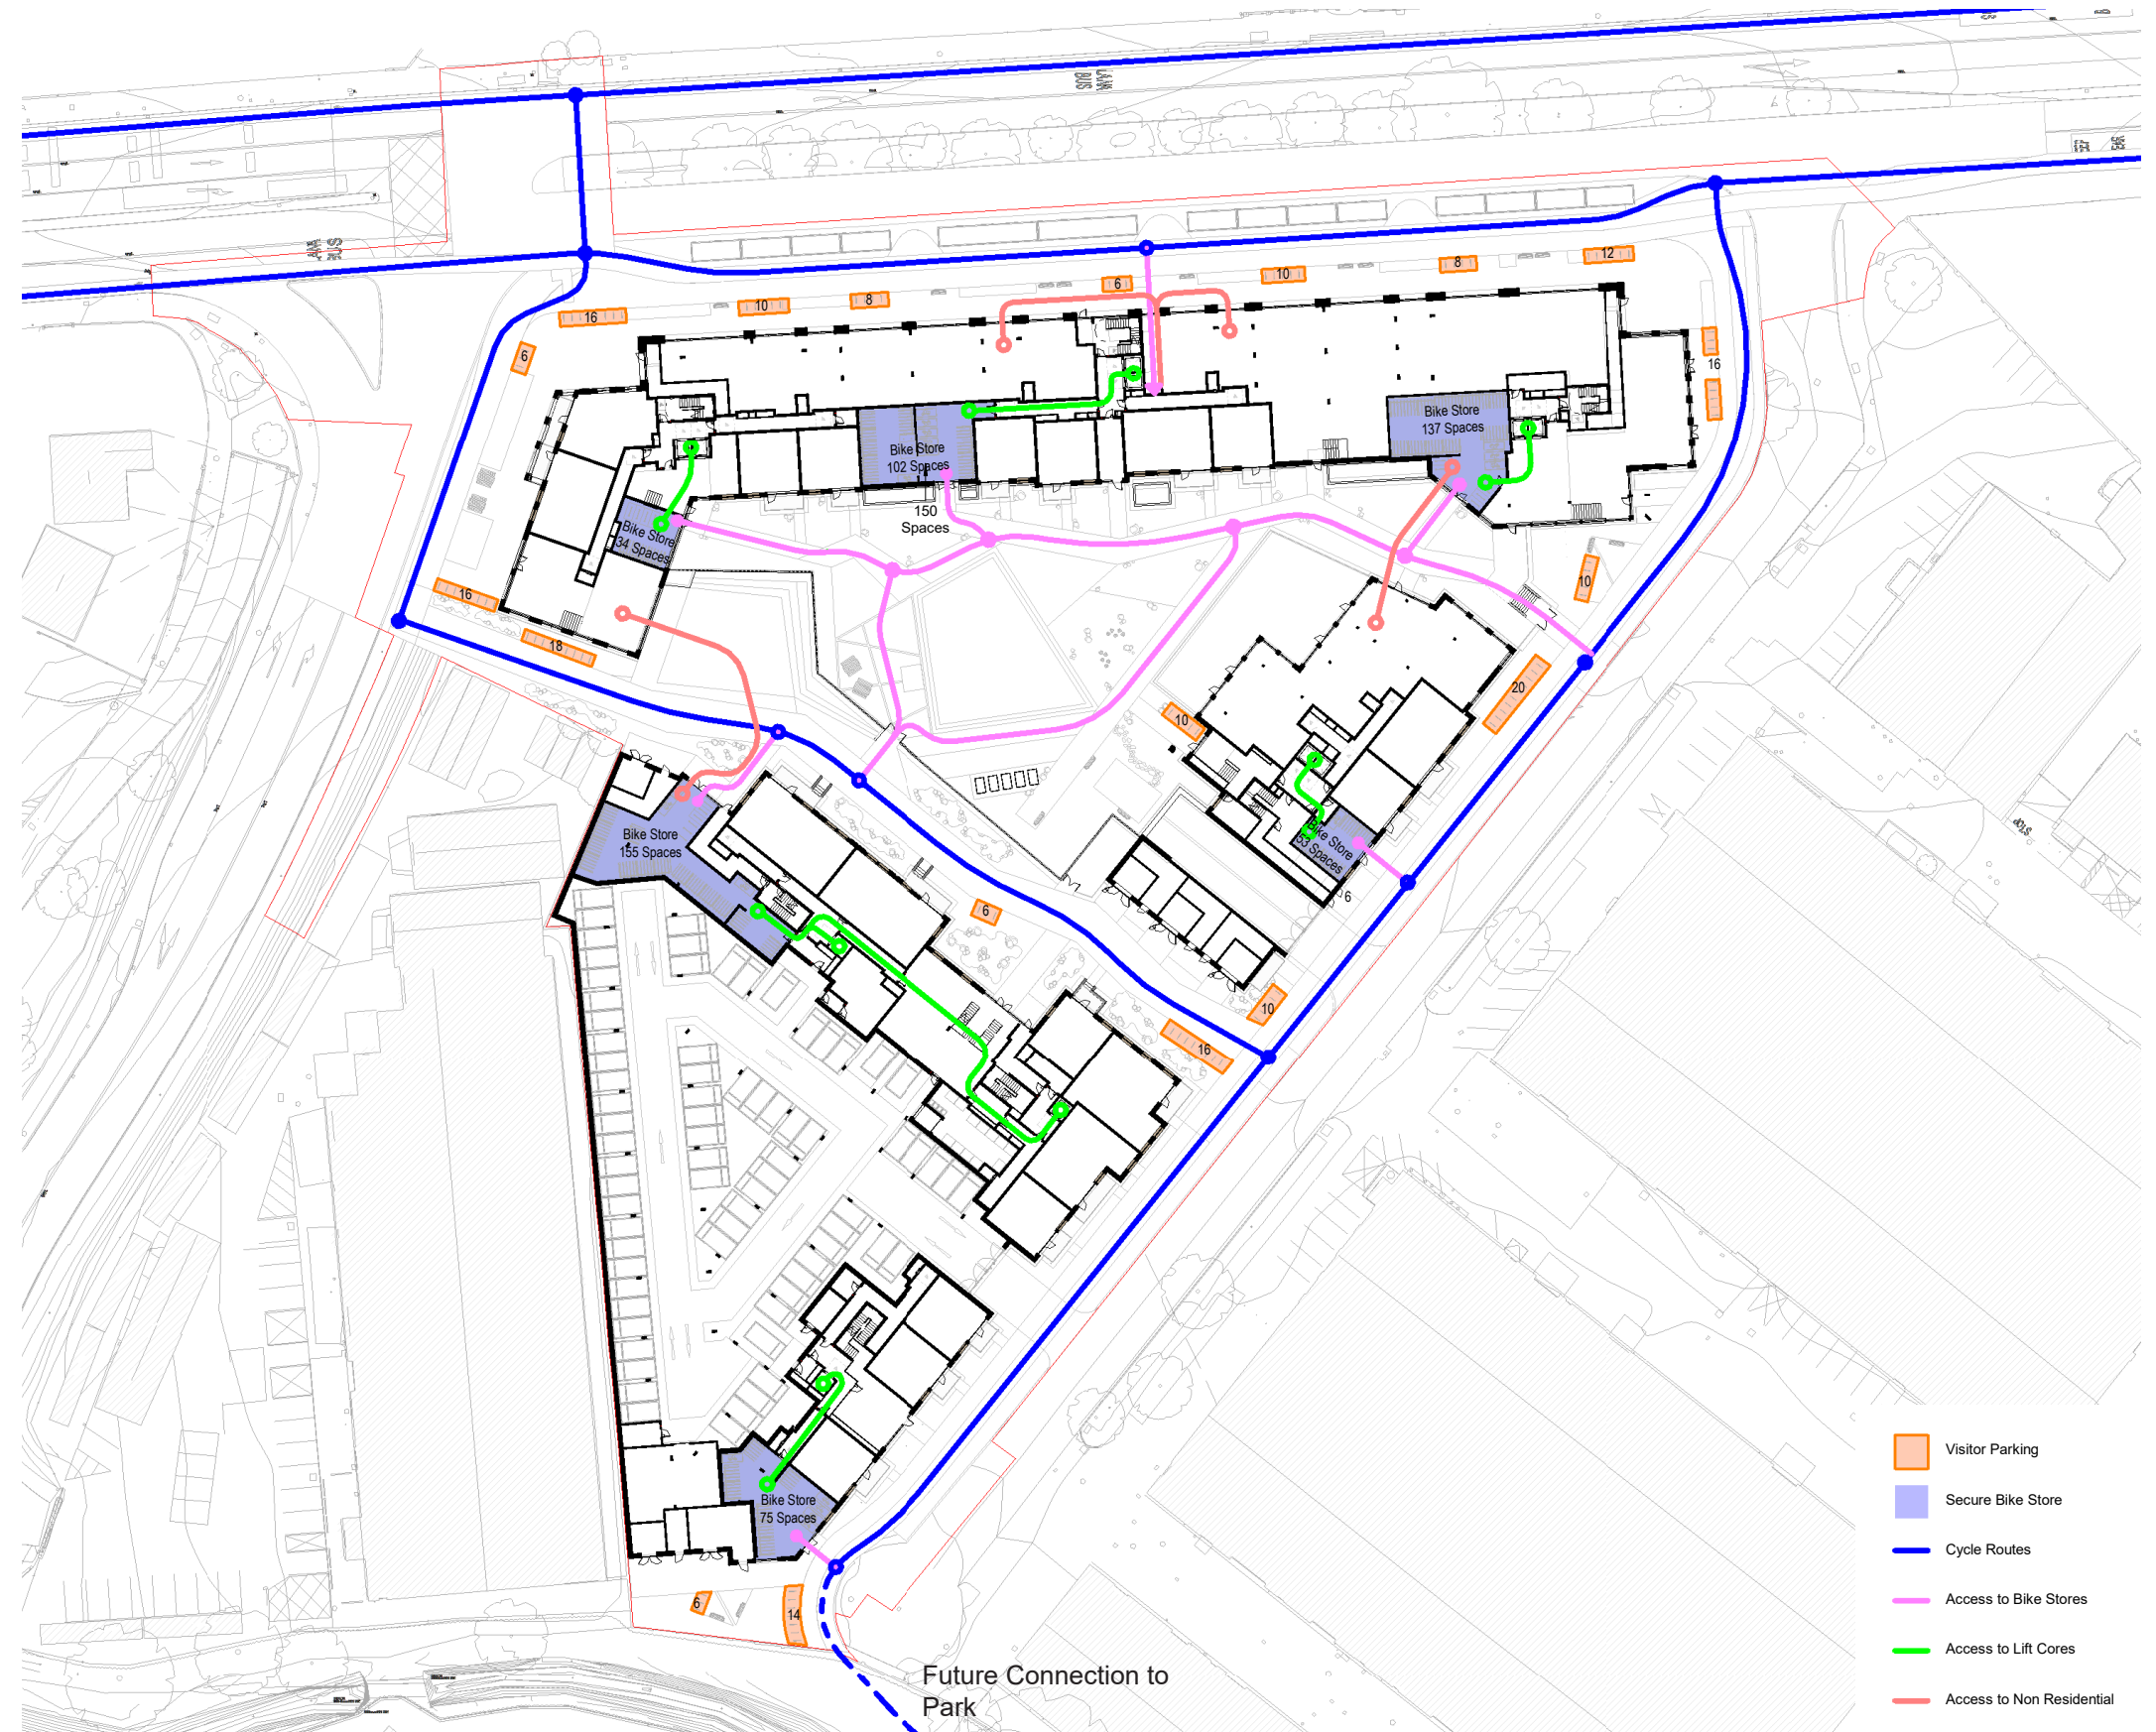 LANE
BUS
12
8
10
6
8
10
16
6
16
Bike Store
137 Spaces
Bike Store
102 Spaces
150
Spaces
Bike Store
34 Spaces
10
16
18
20
10
Bike Store
155 Spaces
Bike Store
53 Spaces
STOP
6
6
10
16
Visitor Parking
Bike Store
75 Spaces
Secure Bike Store
Cycle Routes
6
14
Access to Bike Stores
Access to Lift Cores
Future Connection to
Park
Access to Non Residential